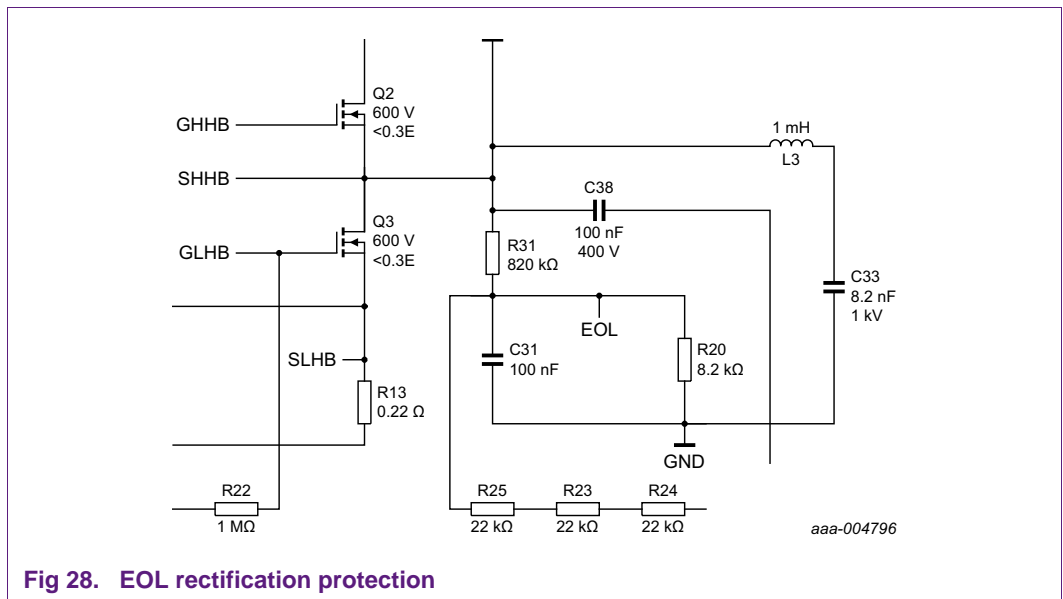 Q2
600 V
<0.3E
GHHB
SHHB
Q3
600 V
<0.3E
GLHB
SLHB
R13
0.22 Ω
R22
1 MΩ
1 mH
L3
C38
100 nF
400 V
R31
820 kΩ
EOL
C31
100 nF
R20
8.2 kΩ
C33
8.2 nF
1 kV
GND
R25
22 kΩ
R23
22 kΩ
R24
22 kΩ
aaa-004796
Fig 28. EOL rectification protection